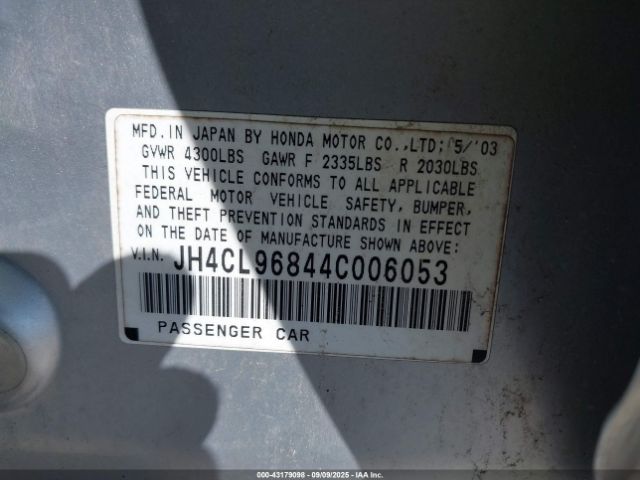 MFD. IN JAPAN BY HONDA MOTOR CO., LTD; 5/'03
GVWR 4300LBS GAWR F 2335LBS R 2030LBS
THIS VEHICLE CONFORMS TO ALL APPLICABLE
FEDERAL MOTOR VEHICLE SAFETY, BUMPER,
AND THEFT PREVENTION STANDARDS IN EFFECT
ON THE DATE OF MANUFACTURE SHOWN ABOVE:
V.I.N. JH4CL96844C006053
PASSENGER CAR
000-43179098 - 09/09/2025 - IAA Inc.